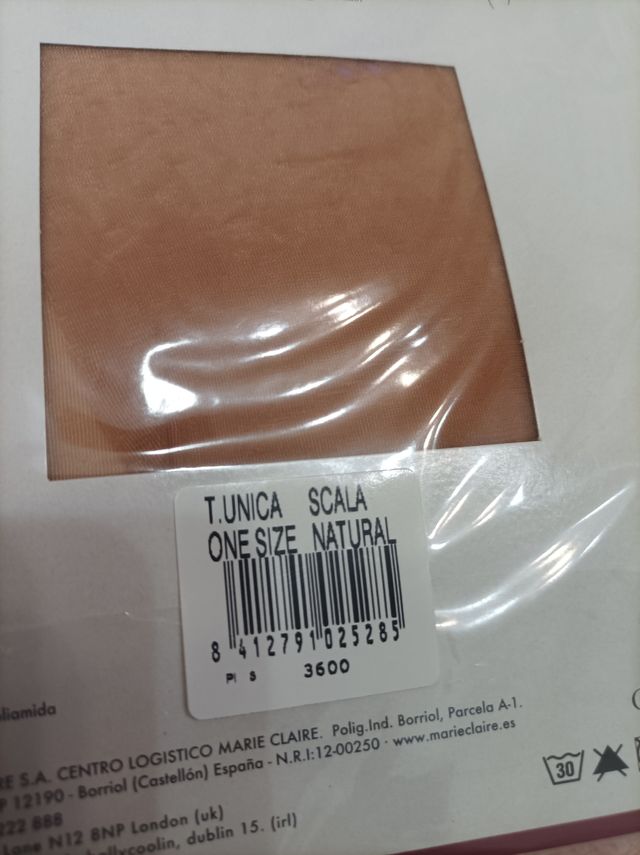 T.UNICA SCALA
ONE SIZE NATURAL
8 412791 025285
PI S 3600
liamida
RE S.A. CENTRO LOGISTICO MARIE CLAIRE. Polig.Ind. Borriol, Parcela A-1.
P 12190 - Borriol (Castellón) España - N.R.I:12-00250 · www.marieclaire.es
222 888
Lane N12 8NP London (uk)
coolin, dublin 15. (irl)
30